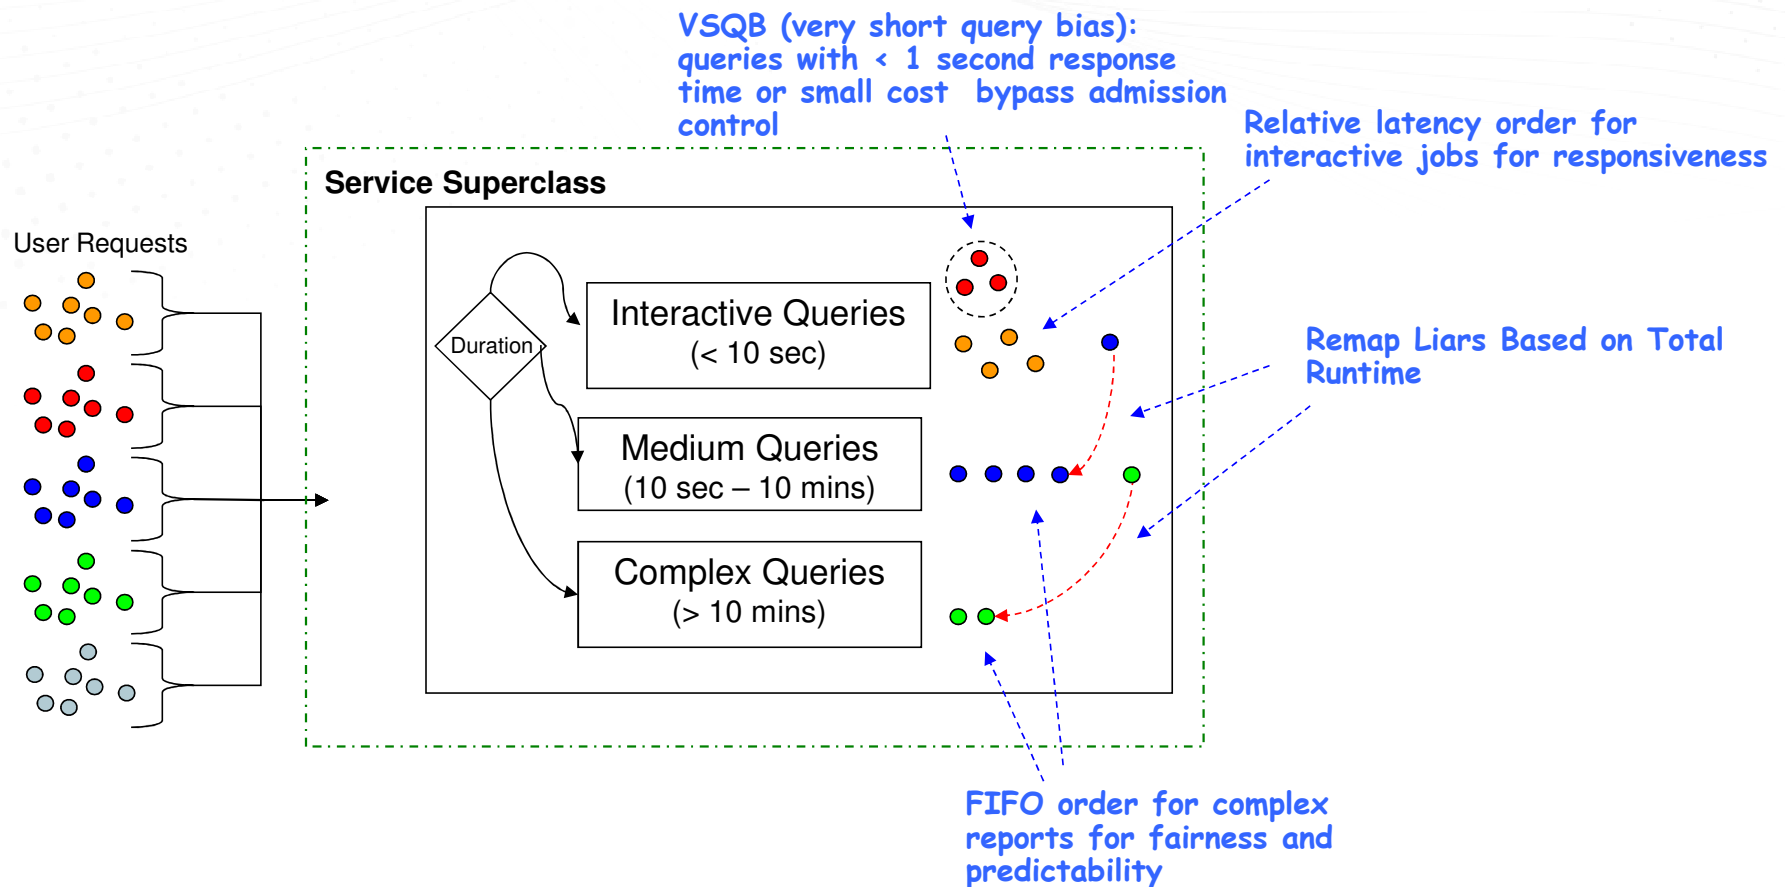 VSQB (very short query bias):
queries with < 1 second response
time or small cost bypass admission
control
Relative latency order for
interactive jobs for responsiveness
Service Superclass
User Requests
Interactive Queries
(< 10 sec)
Duration
Remap Liars Based on Total
Runtime
Medium Queries
(10 sec – 10 mins)
Complex Queries
(> 10 mins)
FIFO order for complex
reports for fairness and
predictability